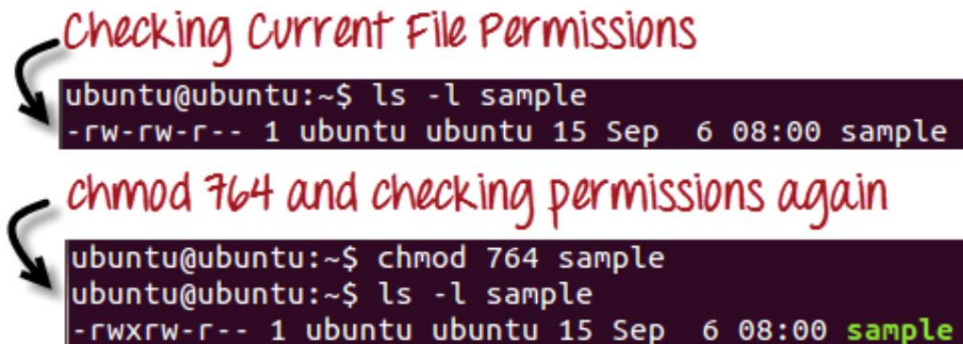 Checking Current File Permissions
ubuntu@ubuntu:~$ ls -l sample
-rw-rw-r-- 1 ubuntu ubuntu 15 Sep  6 08:00 sample
chmod 764 and checking permissions again
ubuntu@ubuntu:~$ chmod 764 sample
ubuntu@ubuntu:~$ ls -l sample
-rwxrw-r-- 1 ubuntu ubuntu 15 Sep  6 08:00 sample